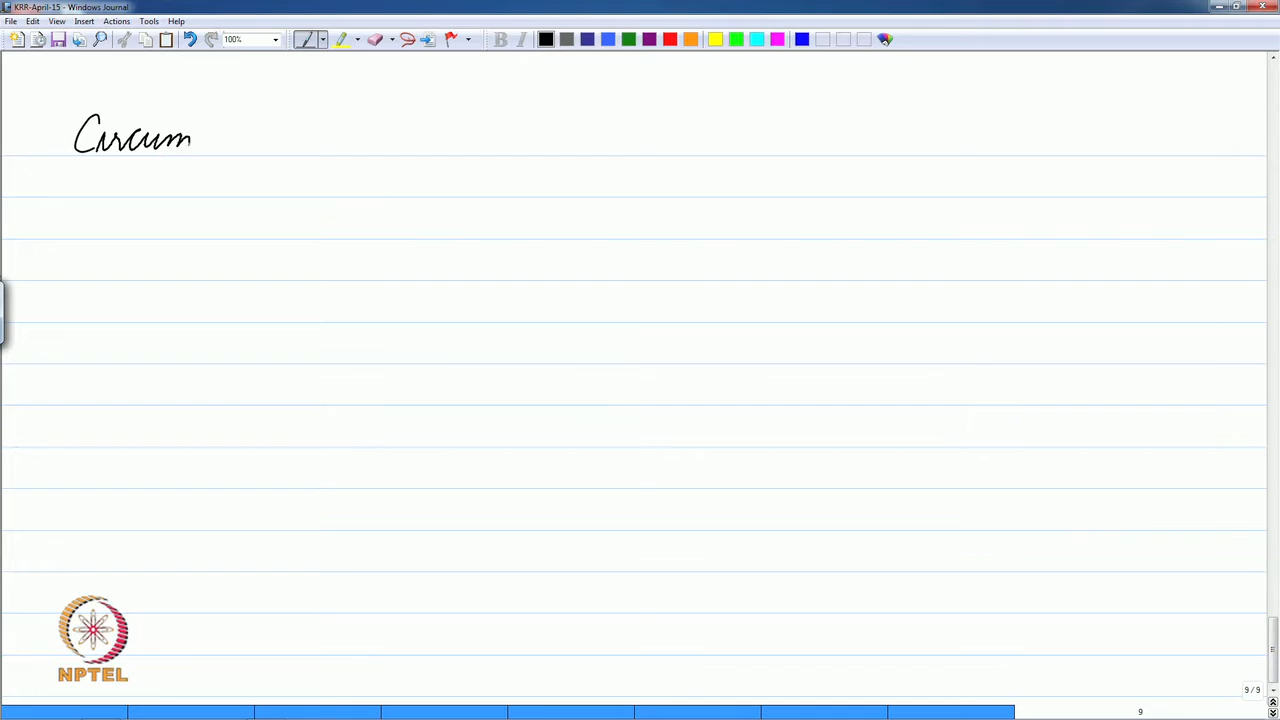 KRR-April-15 - Windows Journal
File Edit View Insert Actions Tools Help
100%
B I
Circum
NPTEL
9 / 9
9